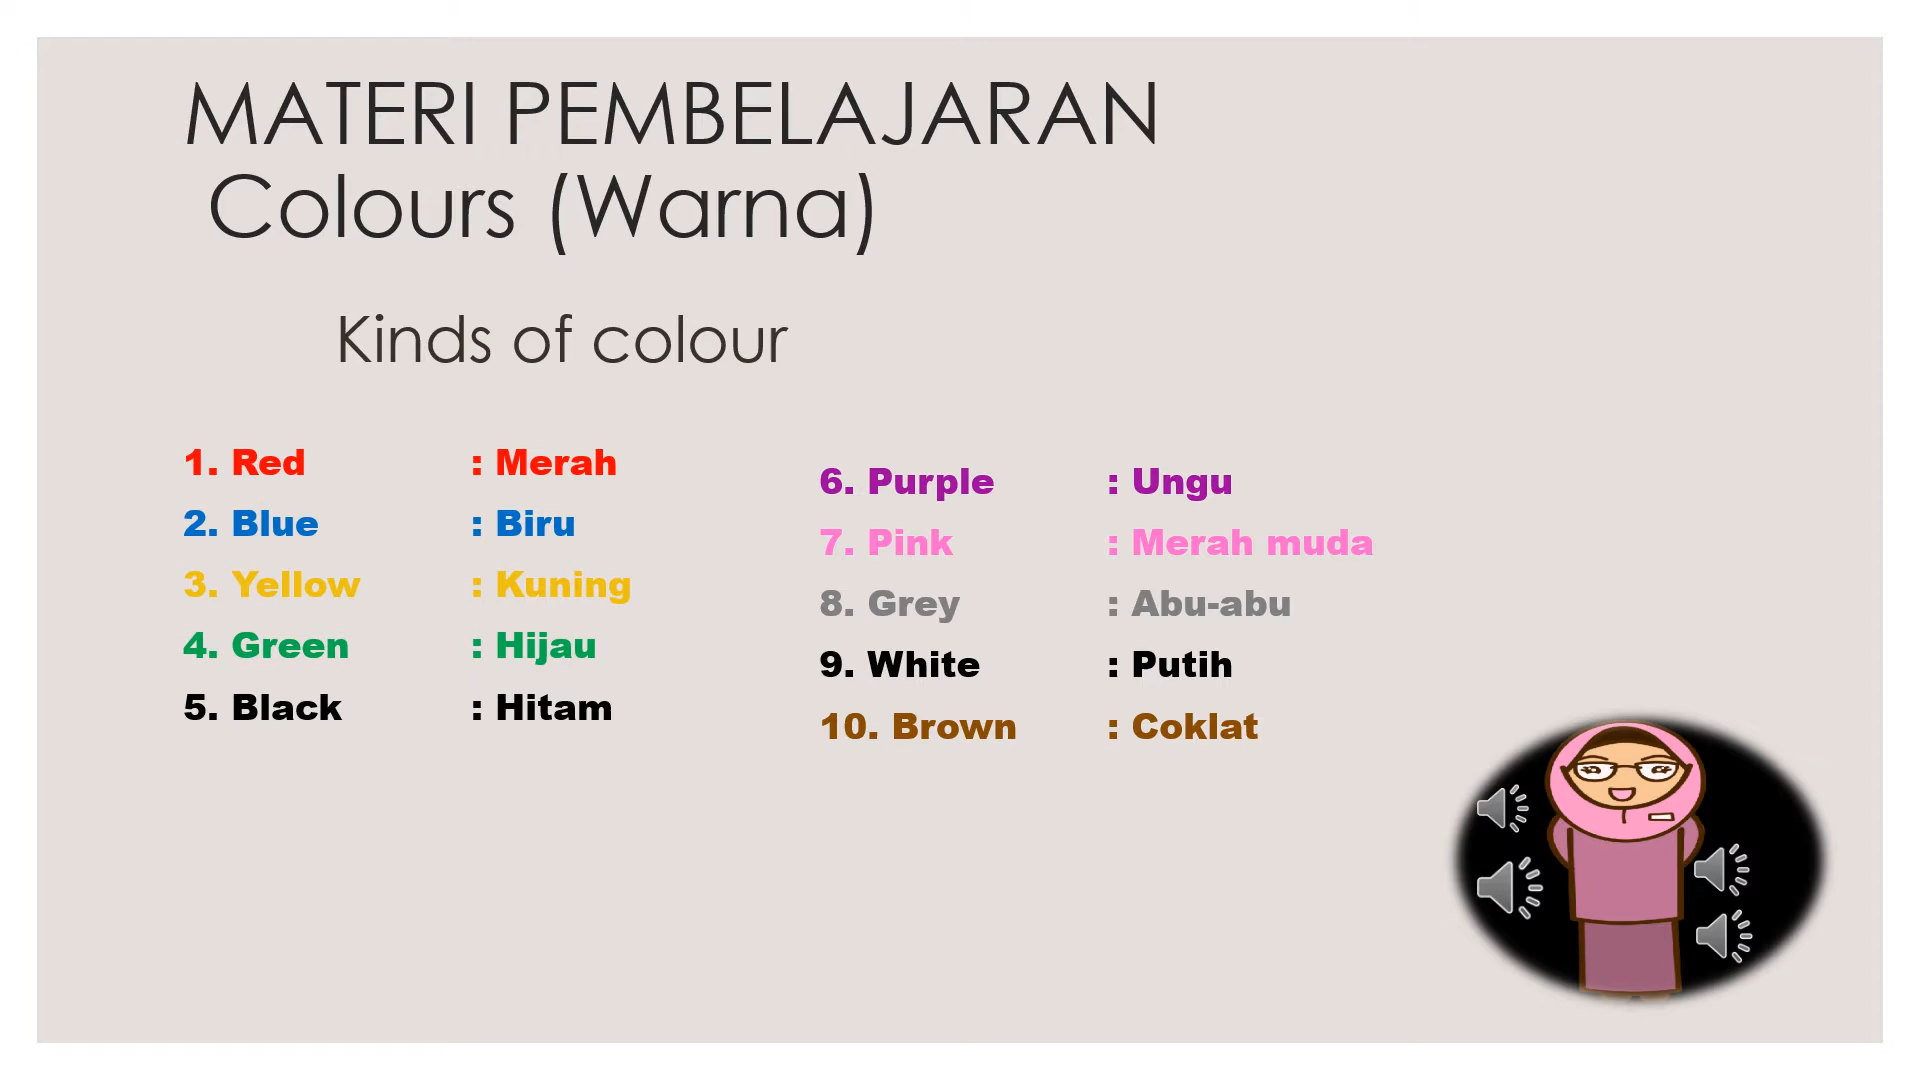 MATERI PEMBELAJARAN
Colours (Warna)
Kinds of colour
1. Red : Merah
2. Blue : Biru
3. Yellow : Kuning
4. Green : Hijau
5. Black : Hitam
6. Purple : Ungu
7. Pink : Merah muda
8. Grey : Abu-abu
9. White : Putih
10. Brown : Coklat